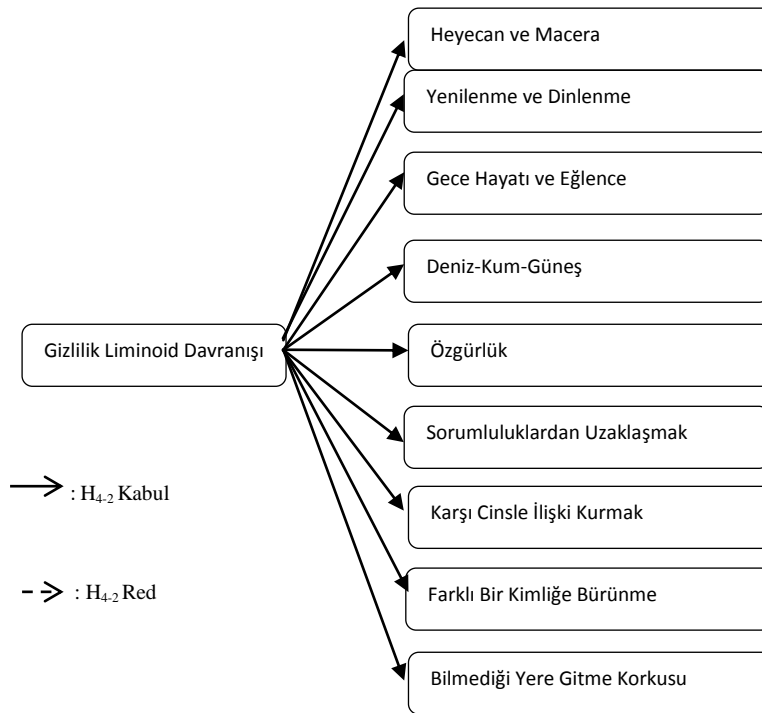 Heyecan ve Macera
Yenilenme ve Dinlenme
Gece Hayatı ve Eğlence
Deniz-Kum-Güneş
Gizlilik Liminoid Davranışı
Özgürlük
Sorumluluklardan Uzaklaşmak
: H4-2 Kabul
Karşı Cinsle İlişki Kurmak
: H4-2 Red
Farklı Bir Kimliğe Bürünme
Bilmediği Yere Gitme Korkusu